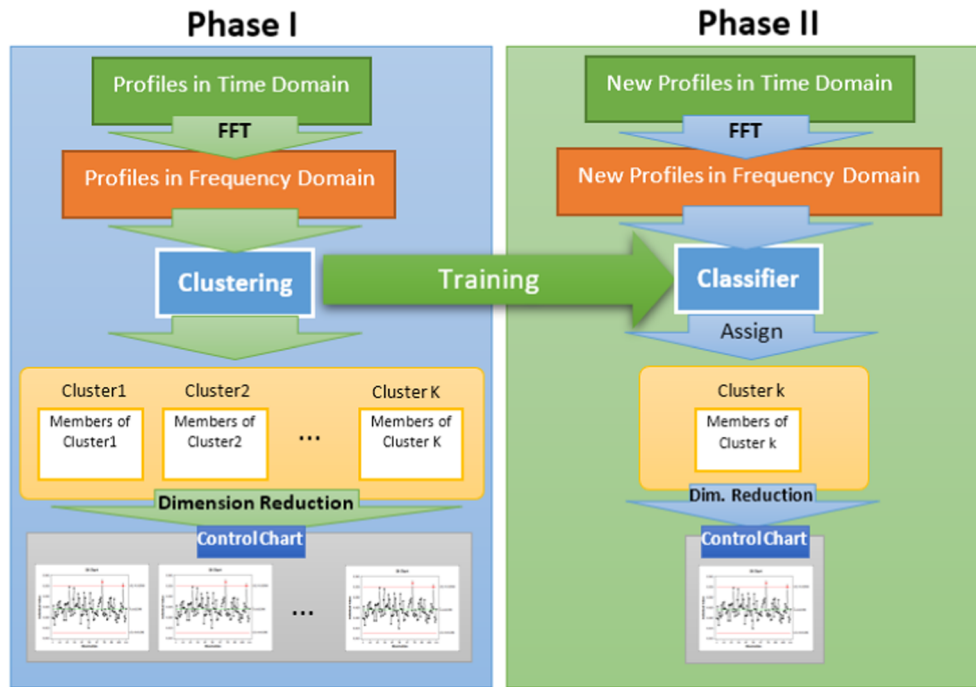 Phase I
Profiles in Time Domain
FFT
Profiles in Frequency Domain
Clustering
Training
Cluster1
Cluster2
Cluster K
Members of
Cluster1
Members of
Cluster2
...
Members of
Cluster K
Dimension Reduction
Control Chart
...
Phase II
New Profiles in Time Domain
FFT
New Profiles in Frequency Domain
Classifier
Assign
Cluster k
Members of
Cluster k
Dim. Reduction
Control Chart